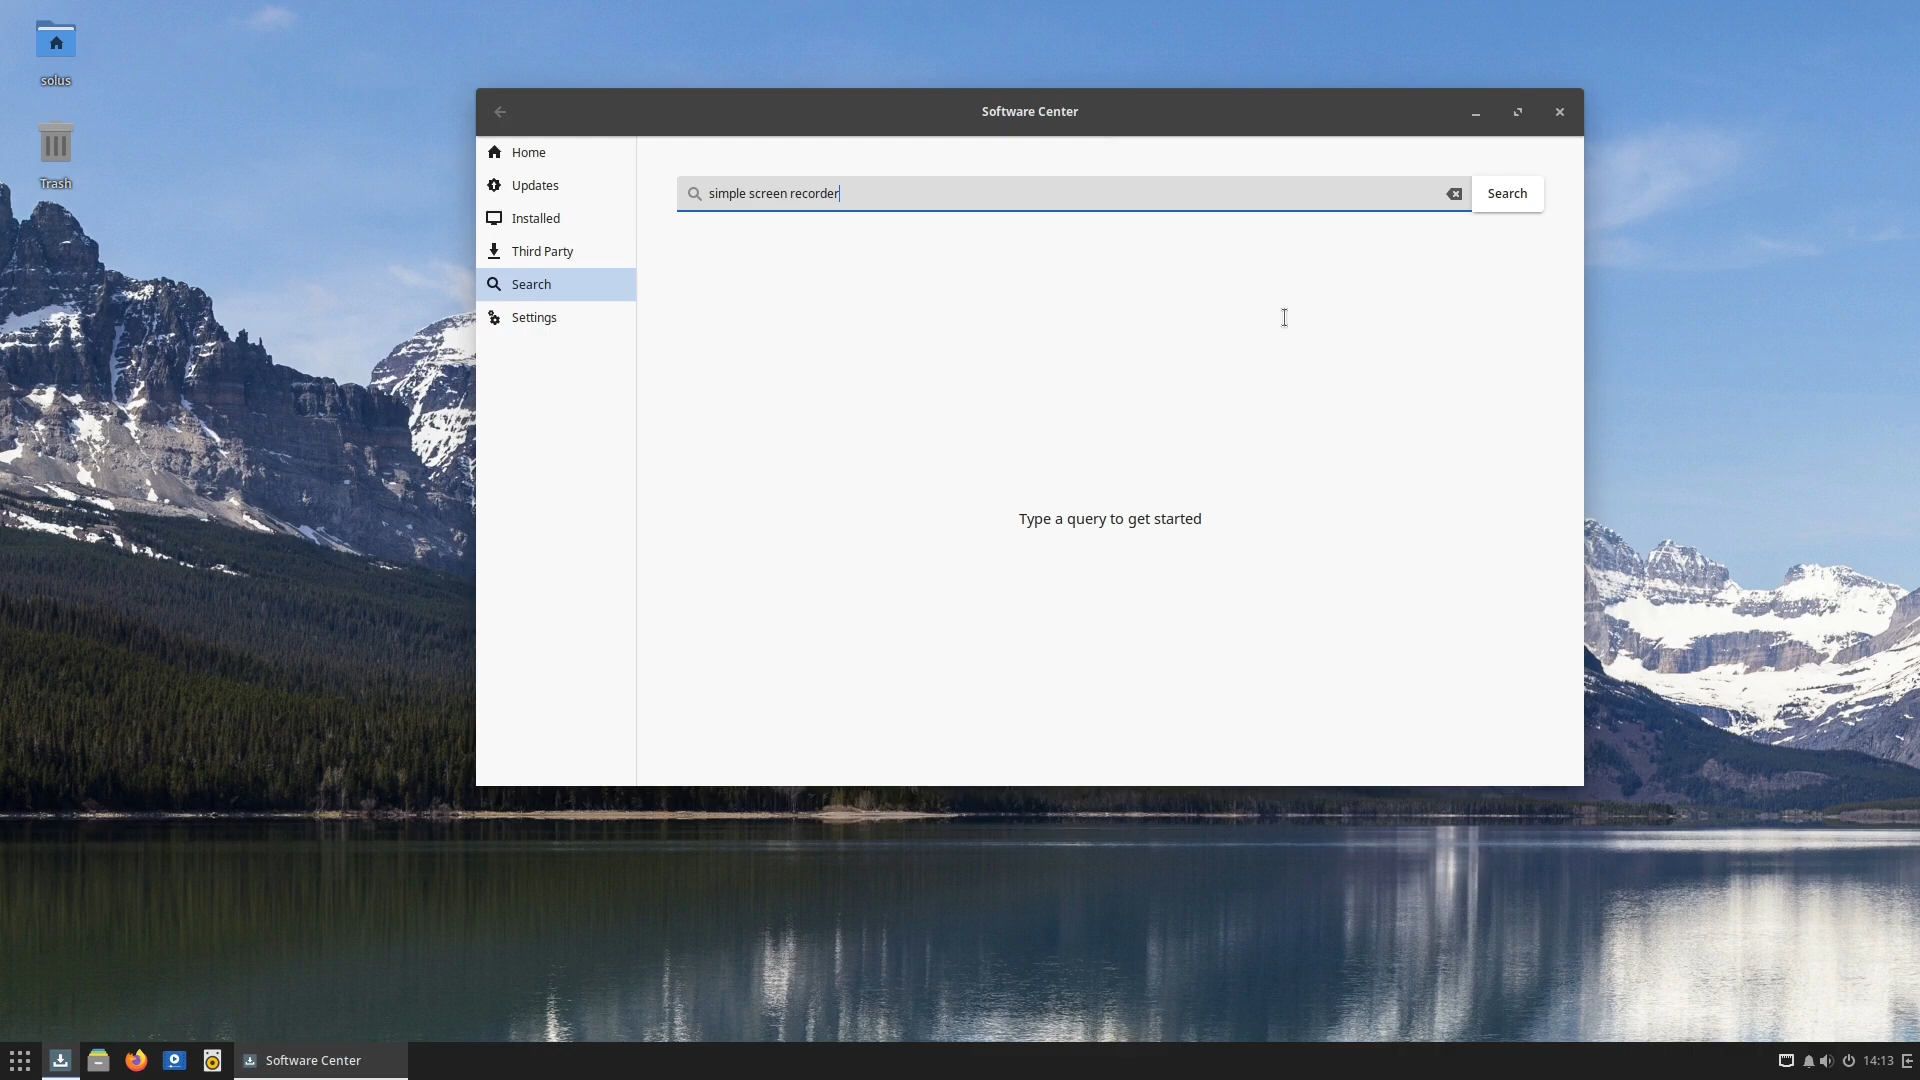 solus
Trash
Software Center
Home
Updates
Installed
Third Party
Search
Settings
simple screen recorder
Search
Type a query to get started
Software Center
14:13